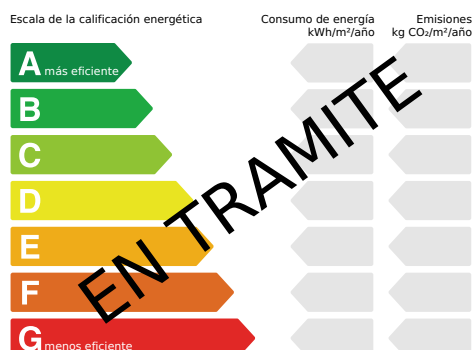 Escala de la calificación energética
Consumo de energía
kWh/m²/año
Emisiones
kg CO₂/m²/año
A más eficiente
B
C
D
E
F
G menos eficiente
EN TRAMITE